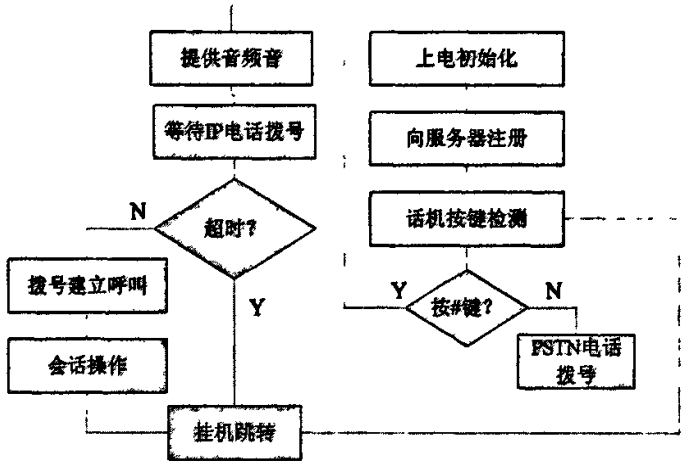 提供音频音
等待IP电话拨号
超时?
N
Y
拨号建立呼叫
会话操作
挂机跳转
上电初始化
向服务器注册
话机按键检测
按#键?
Y
N
PSTN电话
拨号